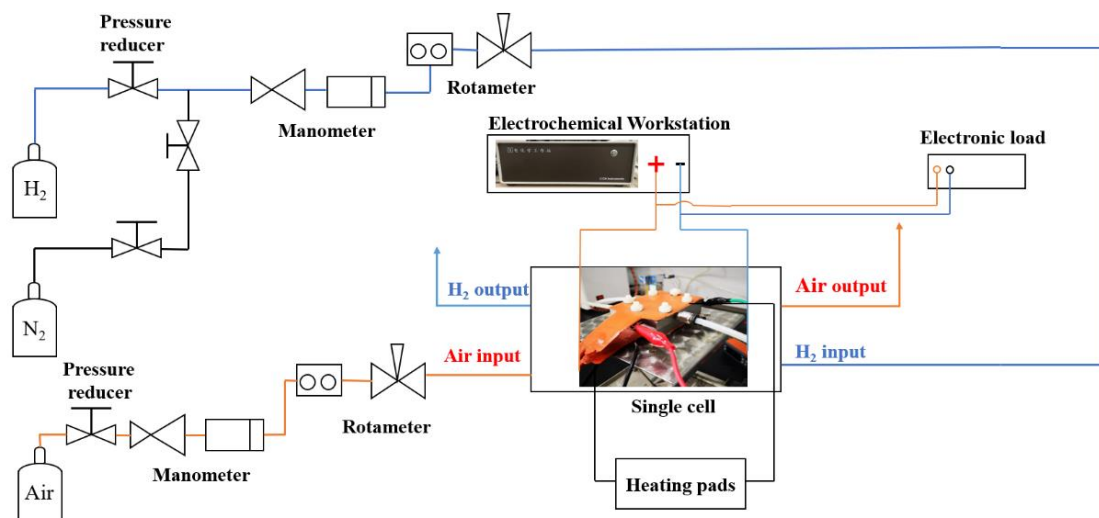 Pressure
reducer
Rotameter
Manometer
Electrochemical Workstation
Electronic load
H₂
+
-
H₂ output
Air output
N₂
Air input
H₂ input
Pressure
reducer
Single cell
Rotameter
Manometer
Heating pads
Air